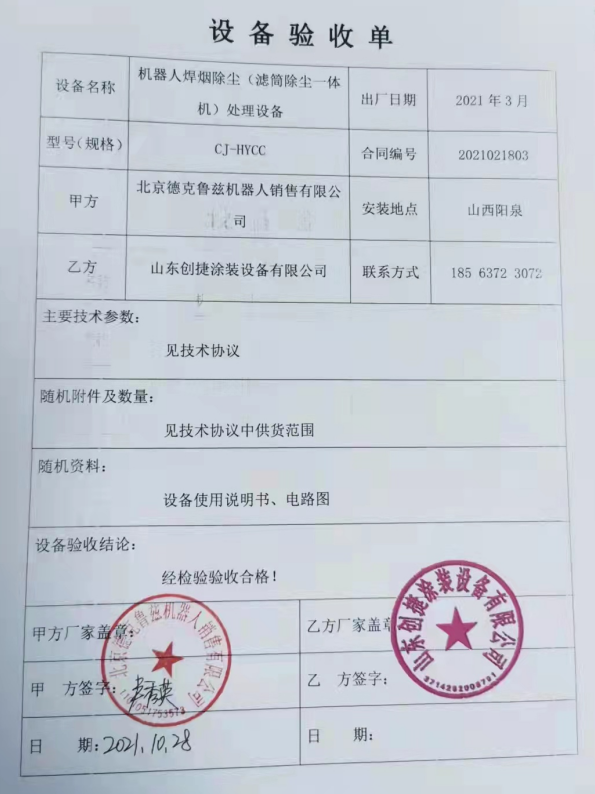 设备验收单
设备名称
机器人焊烟除尘（滤筒除尘一体
机）处理设备
出厂日期
2021年3月
型号（规格）
CJ-HYCC
合同编号
2021021803
甲方
北京德克鲁兹机器人销售有限公
司
安装地点
山西阳泉
乙方
山东创捷涂装设备有限公司
联系方式
185 6372 3072
主要技术参数：
见技术协议
随机附件及数量：
见技术协议中供货范围
随机资料：
设备使用说明书、电路图
设备验收结论：
经检验验收合格！
甲方厂家盖章：
北京德克鲁兹机器人销售有限公司
乙方厂家盖章
山东创捷涂装设备有限公司
甲　方签字：
乙　方签字：
日　期：2021.10.28
日　期：